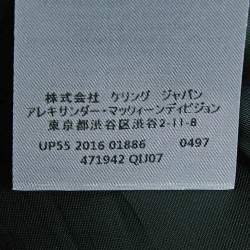 株式会社 ケリング ジャパン
アレキサンダー・マックィーンディビジョン
東京都渋谷区渋谷2-11-8
UP55 2016 01886 0497
471942 QIJ07